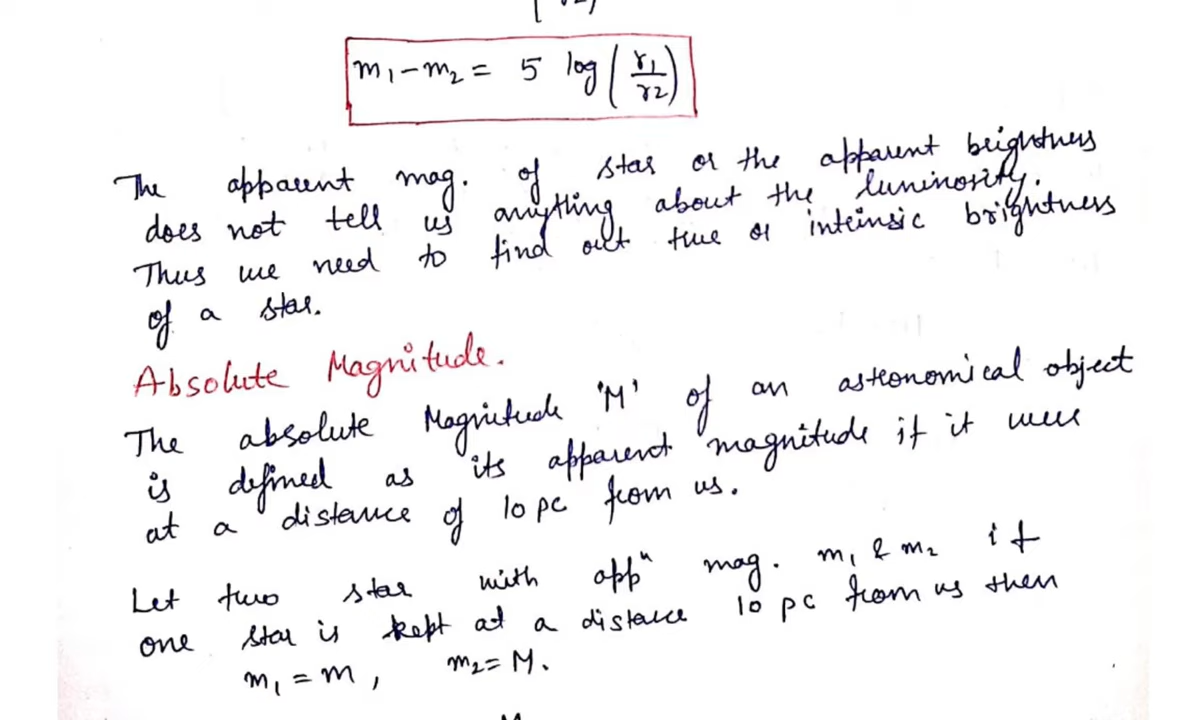 m₁ - m₂ = 5 log (r₁/r₂)
The apparent mag. of star or the apparent brightness
does not tell us anything about the luminosity.
Thus we need to find out true or intrinsic brightness
of a star.
Absolute Magnitude.
The absolute Magnitude 'M' of an astronomical object
is defined as its apparent magnitude if it were
at a distance of 10 pc from us.
Let two star with appⁿ mag. m₁ & m₂ if
one star is kept at a distance 10 pc from us then
m₁ = m, m₂ = M.